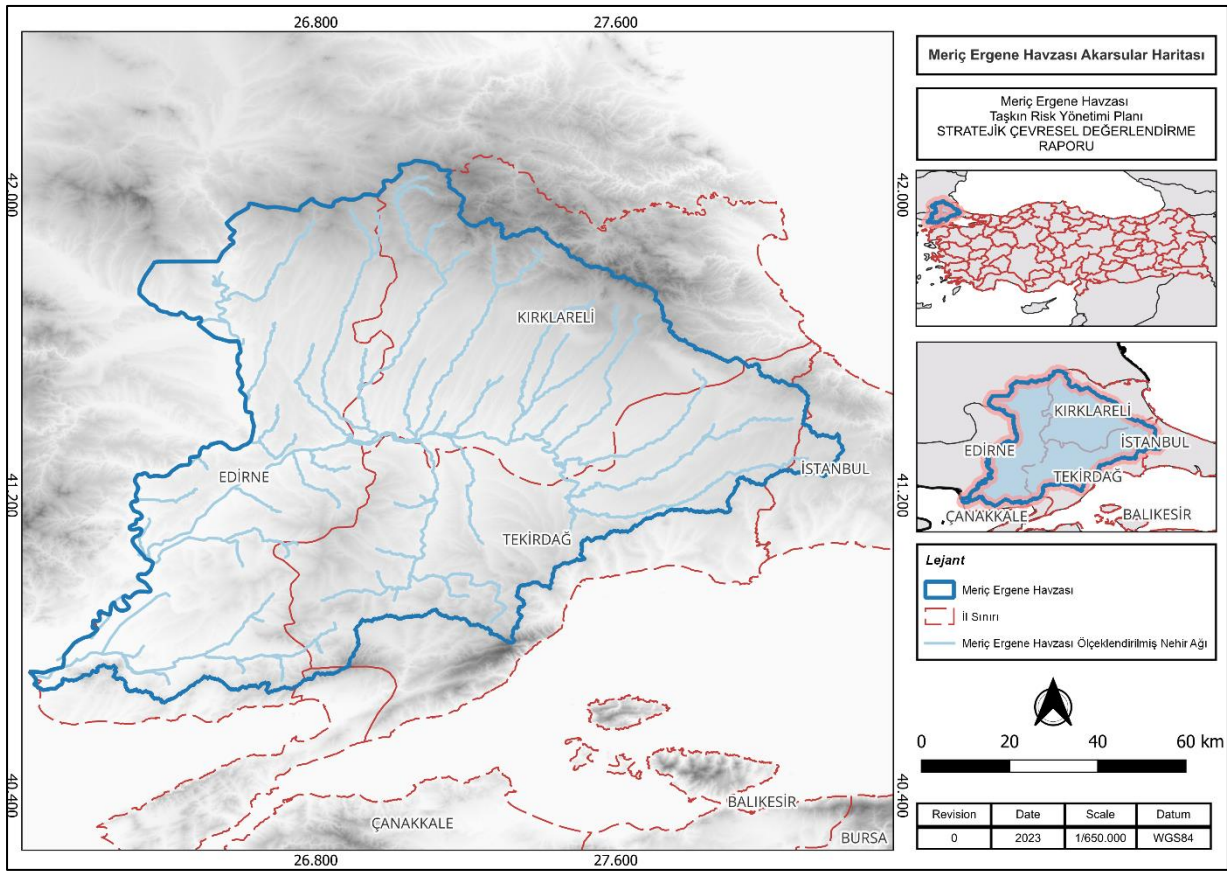 26.800
27.600
42.000
41.200
40.400
KIRKLARELİ
EDİRNE
İSTANBUL
TEKİRDAĞ
BALIKESİR
ÇANAKKALE
BURSA
26.800
27.600
42.000
41.200
40.400
Meriç Ergene Havzası Akarsular Haritası
Meriç Ergene Havzası
Taşkın Risk Yönetimi Planı
STRATEJİK ÇEVRESEL DEĞERLENDİRME
RAPORU
KIRKLARELİ
İSTANBUL
EDİRNE
TEKİRDAĞ
ÇANAKKALE
BALIKESİR
Lejant
Meriç Ergene Havzası
İl Sınırı
Meriç Ergene Havzası Ölçeklendirilmiş Nehir Ağı
0 20 40 60 km
Revision Date Scale Datum
0 2023 1/650.000 WGS84